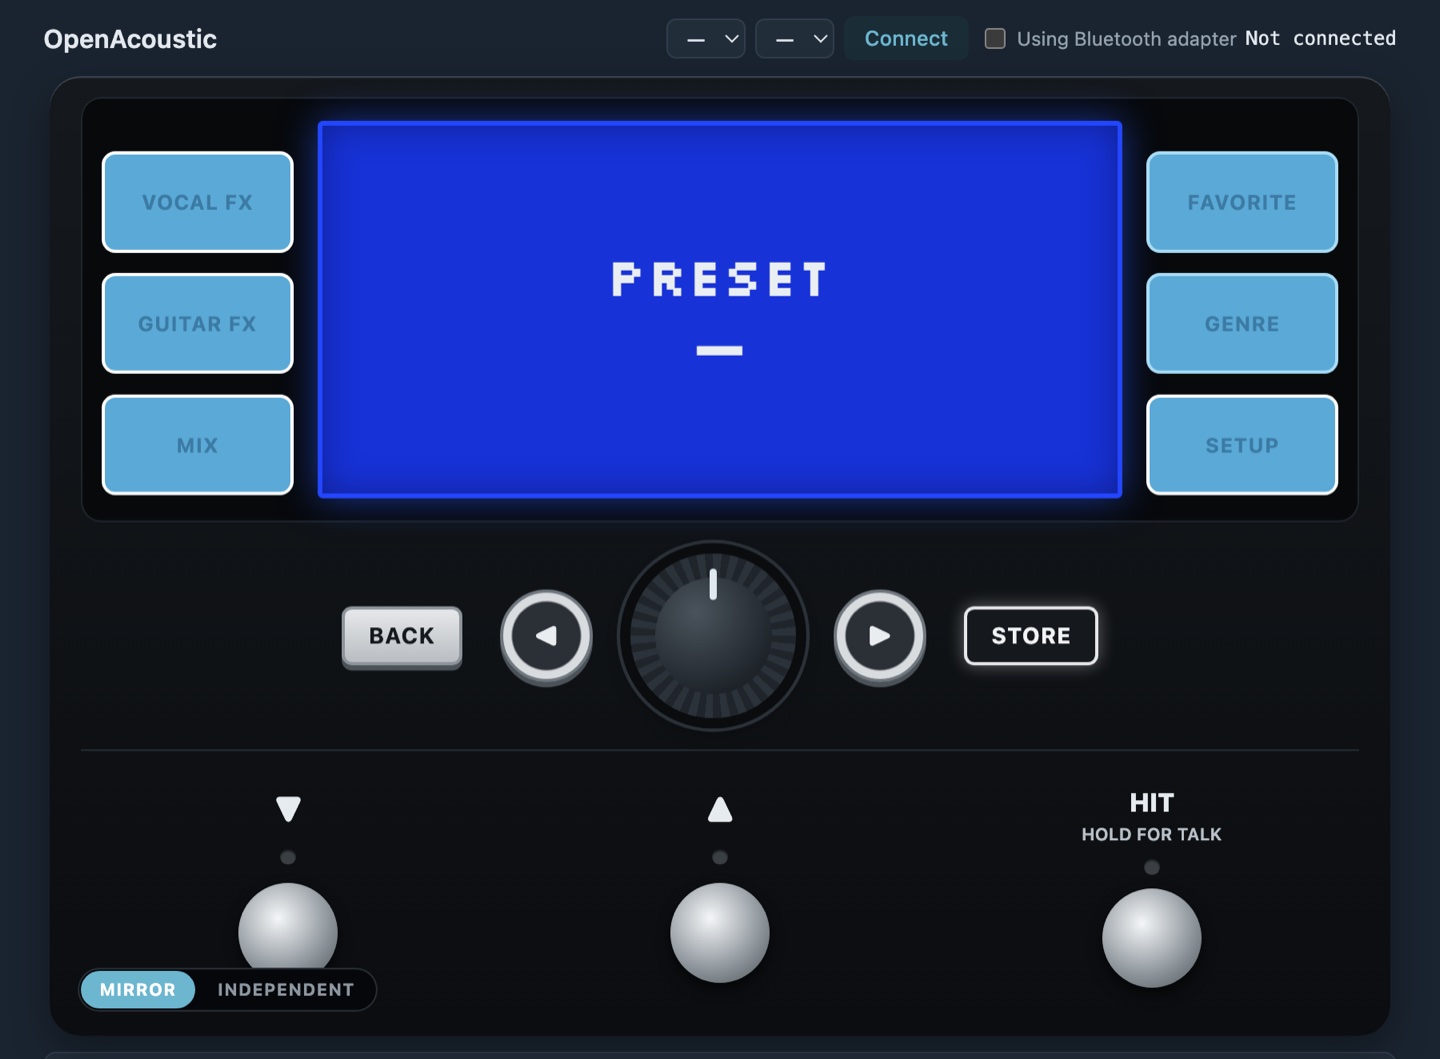 OpenAcoustic
— — Connect Using Bluetooth adapter Not connected
VOCAL FX
GUITAR FX
MIX
PRESET
—
FAVORITE
GENRE
SETUP
BACK
STORE
HIT
HOLD FOR TALK
MIRROR INDEPENDENT